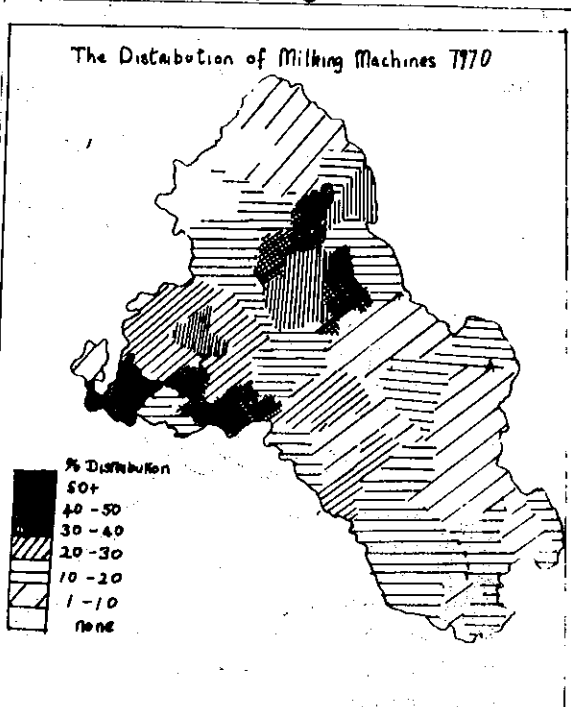 The Distribution of Milking Machines 1970
% Distribution
50+
40 - 50
30 - 40
20 - 30
10 - 20
1 - 10
none